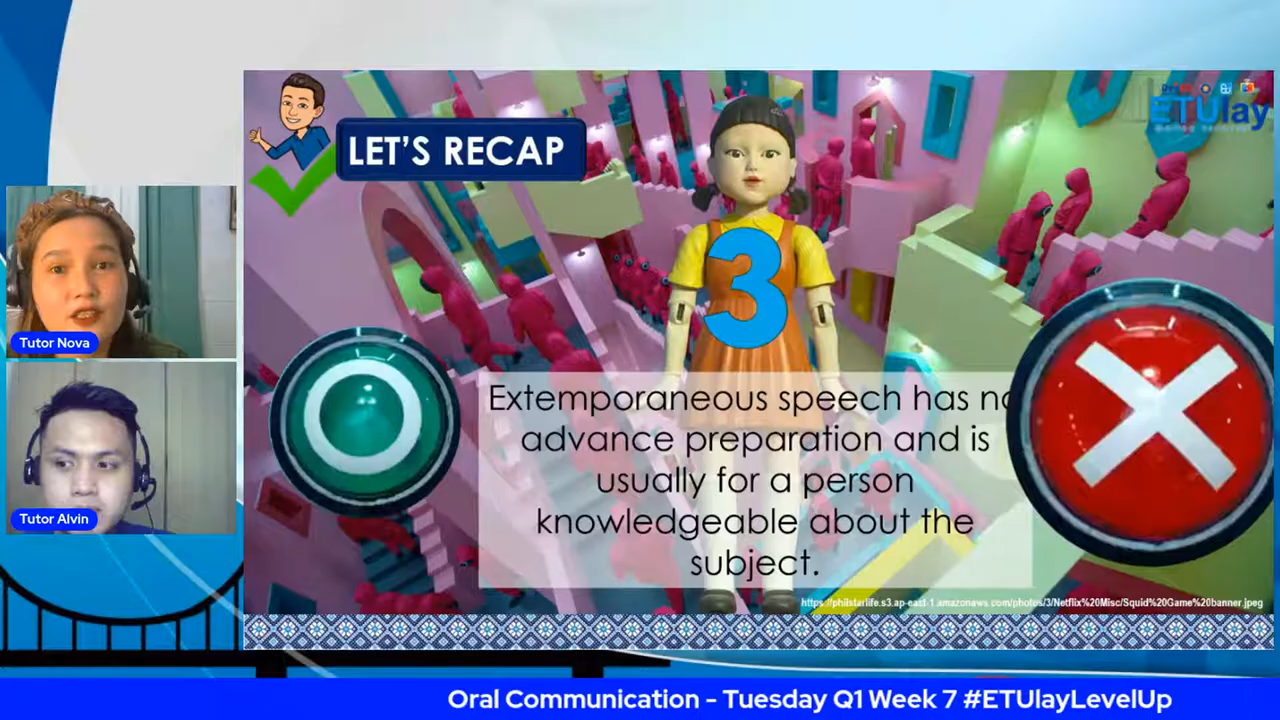 LET'S RECAP
ETUlay
3
Extemporaneous speech has no
advance preparation and is
usually for a person
knowledgeable about the
subject.
Tutor Nova
Tutor Alvin
https://philstarlife.s3.ap-east-1.amazonaws.com/photos/3/Netflix%20Misc/Squid%20Game%20banner.jpeg
Oral Communication - Tuesday Q1 Week 7 #ETUlayLevelUp